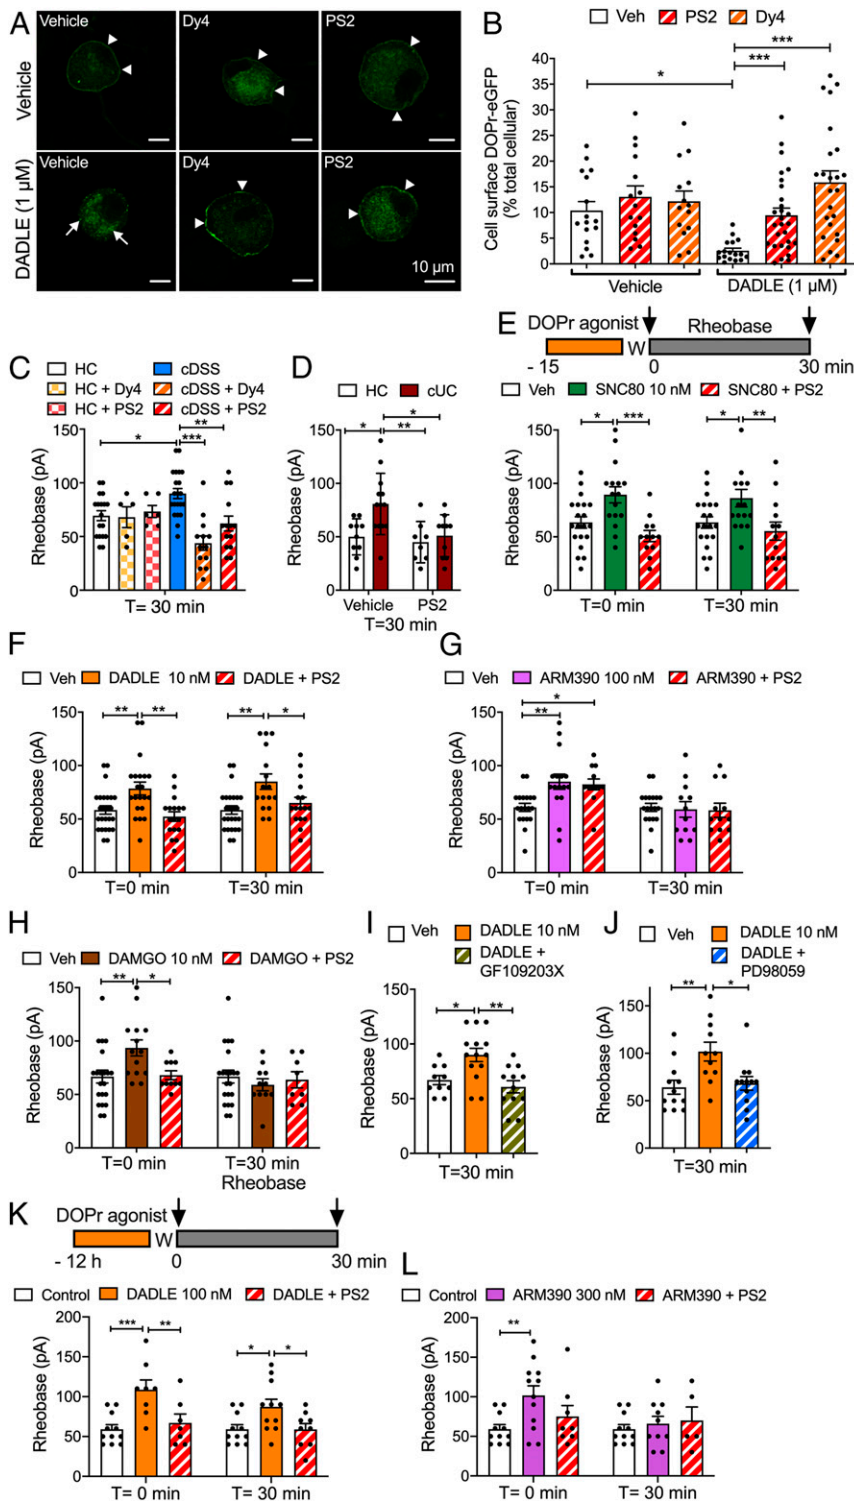 A
Vehicle
Dy4
PS2
Vehicle
Vehicle
Dy4
PS2
DADLE (1 µM)
10 µm
B
Veh PS2 Dy4
Cell surface DOPr-eGFP
(% total cellular)
40
35
30
25
20
15
10
5
0
* *** ***
Vehicle DADLE (1 µM)
C
HC cDSS
HC + Dy4 cDSS + Dy4
HC + PS2 cDSS + PS2
Rheobase (pA)
150
100
50
0
* ** ***
T= 30 min
D
HC cUC
Rheobase (pA)
150
100
50
0
* ** *
Vehicle PS2
T=30 min
E
DOPr agonist W Rheobase
- 15 0 30 min
Veh SNC80 10 nM SNC80 + PS2
Rheobase (pA)
150
100
50
0
* *** * **
T=0 min T=30 min
F
Veh DADLE 10 nM DADLE + PS2
Rheobase (pA)
150
100
50
0
** ** ** *
T=0 min T=30 min
G
Veh ARM390 100 nM ARM390 + PS2
Rheobase (pA)
150
100
50
0
* **
T=0 min T=30 min
H
Veh DAMGO 10 nM DAMGO + PS2
Rheobase (pA)
150
100
50
0
** *
T=0 min T=30 min
Rheobase
I
Veh DADLE 10 nM
DADLE +
GF109203X
Rheobase (pA)
150
100
50
0
* **
T=30 min
J
Veh DADLE 10 nM
DADLE +
PD98059
Rheobase (pA)
150
100
50
0
** *
T=30 min
K
DOPr agonist W
- 12 h 0 30 min
Control DADLE 100 nM DADLE + PS2
Rheobase (pA)
200
150
100
50
0
*** ** * *
T= 0 min T= 30 min
L
Control ARM390 300 nM ARM390 + PS2
Rheobase (pA)
200
150
100
50
0
**
T= 0 min T= 30 min